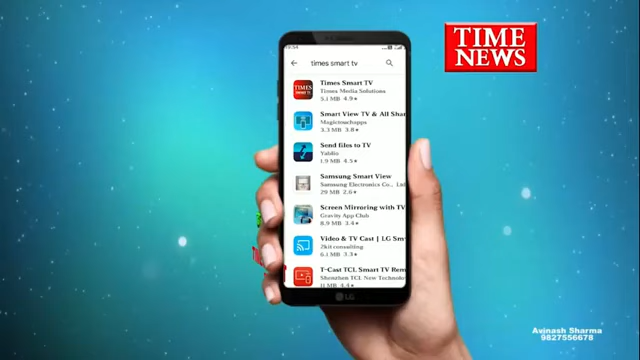 TIME
NEWS
times smart tv
Times Smart TV
Times Media Solutions
5.1 MB 4.9★
Smart View TV & All Shar
Magictouchapps
3.3 MB 3.8★
Send files to TV
Yablio
1.9 MB 4.5★
Samsung Smart View
Samsung Electronics Co., Ltd
29 MB 2.6★
Screen Mirroring with TV
Gravity App Club
8.9 MB 3.4★
Video & TV Cast | LG Sm
2kit consulting
6.1 MB 3.3★
T-Cast TCL Smart TV Rem
Shenzhen TCL New Technolo
11 MB 4.4★
LG
Avinash Sharma
9827556678